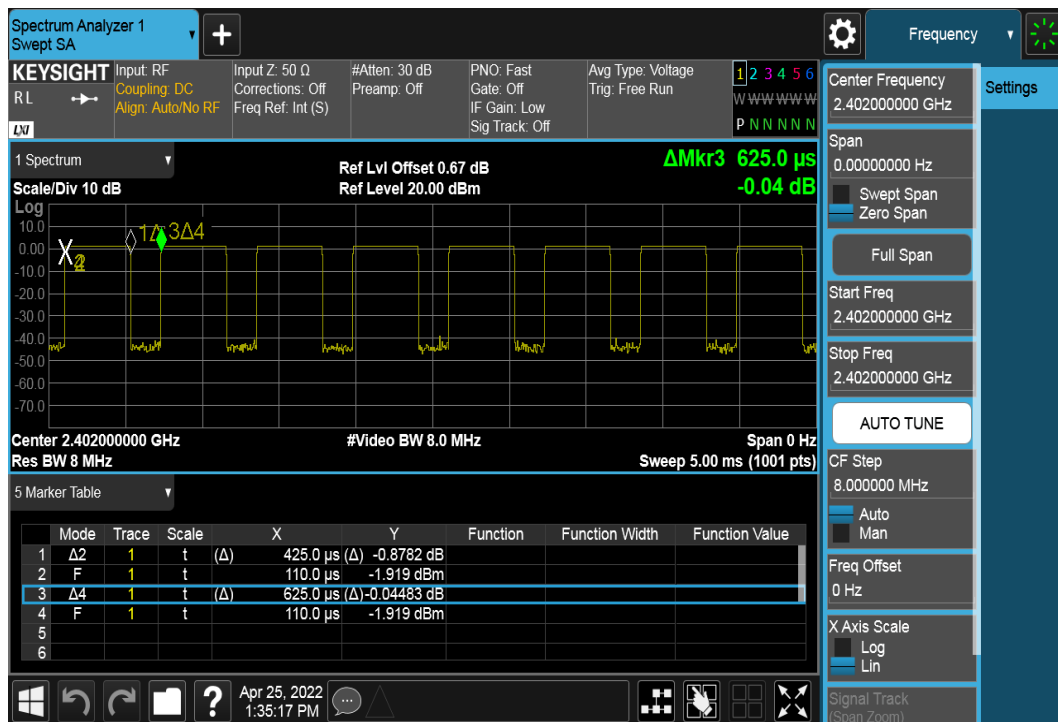 Spectrum Analyzer 1
Swept SA
+
Frequency
KEYSIGHT
RL
LXI
Input: RF
Coupling: DC
Align: Auto/No RF
Input Z: 50 Ω
Corrections: Off
Freq Ref: Int (S)
#Atten: 30 dB
Preamp: Off
PNO: Fast
Gate: Off
IF Gain: Low
Sig Track: Off
Avg Type: Voltage
Trig: Free Run
1 2 3 4 5 6
W W W W W W
P N N N N N
1 Spectrum
Scale/Div 10 dB
Ref Lvl Offset 0.67 dB
Ref Level 20.00 dBm
ΔMkr3 625.0 µs
-0.04 dB
Log
10.0
0.00
-10.0
-20.0
-30.0
-40.0
-50.0
-60.0
-70.0
3Δ4
Center 2.402000000 GHz
#Video BW 8.0 MHz
Span 0 Hz
Res BW 8 MHz
Sweep 5.00 ms (1001 pts)
5 Marker Table
Mode Trace Scale X Y Function Function Width Function Value
1 Δ2 1 t (Δ) 425.0 µs (Δ) -0.8782 dB
2 F 1 t 110.0 µs -1.919 dBm
3 Δ4 1 t (Δ) 625.0 µs (Δ) -0.04483 dB
4 F 1 t 110.0 µs -1.919 dBm
5
6
?
Apr 25, 2022
1:35:17 PM
Center Frequency
2.402000000 GHz
Settings
Span
0.00000000 Hz
Swept Span
Zero Span
Full Span
Start Freq
2.402000000 GHz
Stop Freq
2.402000000 GHz
AUTO TUNE
CF Step
8.000000 MHz
Auto
Man
Freq Offset
0 Hz
X Axis Scale
Log
Lin
Signal Track
(Span Zoom)